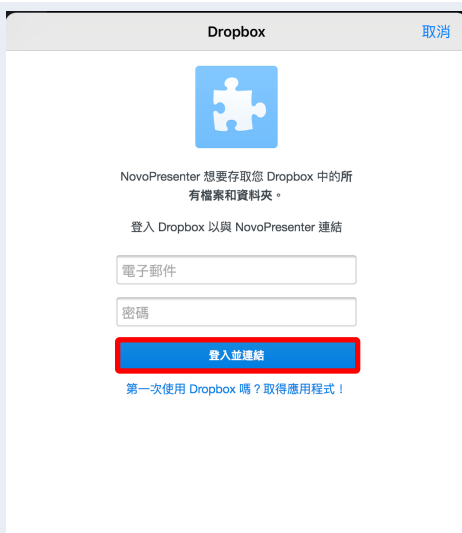 Dropbox 取消
NovoPresenter 想要存取您 Dropbox 中的所
有檔案和資料夾。
登入 Dropbox 以與 NovoPresenter 連結
電子郵件
密碼
登入並連結
第一次使用 Dropbox 嗎？取得應用程式！